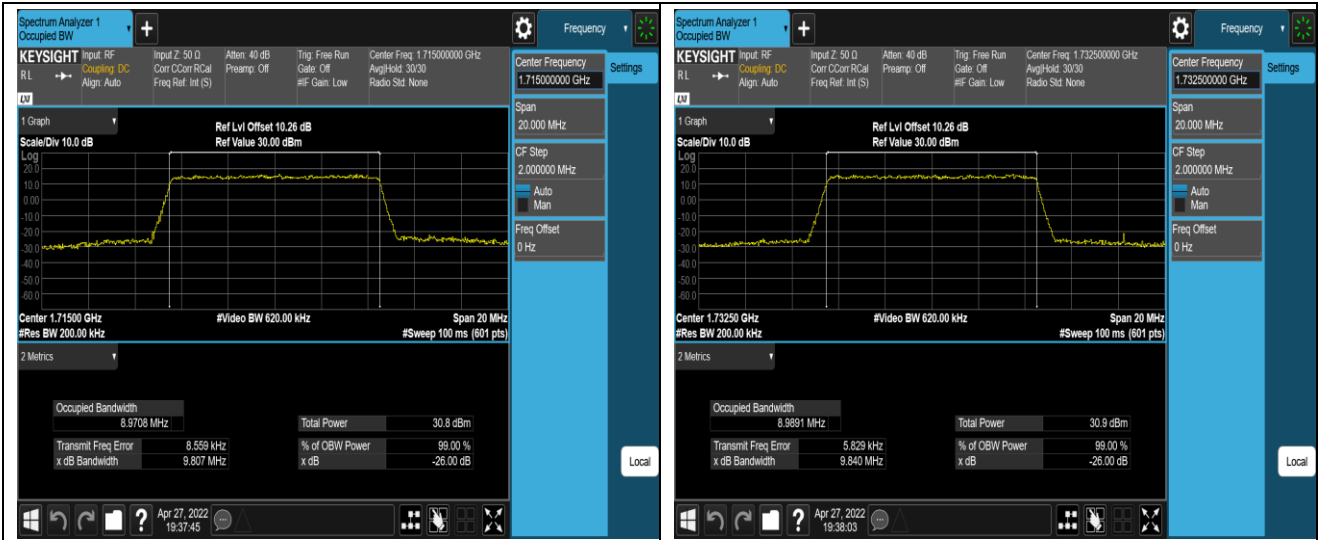 Spectrum Analyzer 1
Occupied BW
+
Frequency
KEYSIGHT
RL
LXI
Input: RF
Coupling: DC
Align: Auto
Input Z: 50 Ω
Corr CCorr RCal
Freq Ref: Int (S)
Atten: 40 dB
Preamp: Off
Trig: Free Run
Gate: Off
#IF Gain: Low
Center Freq: 1.715000000 GHz
Avg|Hold: 30/30
Radio Std: None
Center Frequency
1.715000000 GHz
Settings
Span
20.000 MHz
CF Step
2.000000 MHz
Auto
Man
Freq Offset
0 Hz
Local
1 Graph
Scale/Div 10.0 dB
Ref Lvl Offset 10.26 dB
Ref Value 30.00 dBm
Log
20.0
10.0
0.00
-10.0
-20.0
-30.0
-40.0
-50.0
-60.0
Center 1.71500 GHz
#Video BW 620.00 kHz
Span 20 MHz
#Res BW 200.00 kHz
#Sweep 100 ms (601 pts)
2 Metrics
Occupied Bandwidth
8.9708 MHz
Total Power 30.8 dBm
Transmit Freq Error 8.559 kHz
% of OBW Power 99.00 %
x dB Bandwidth 9.807 MHz
x dB -26.00 dB
?
Apr 27, 2022
19:37:45
Spectrum Analyzer 1
Occupied BW
+
Frequency
KEYSIGHT
RL
LXI
Input: RF
Coupling: DC
Align: Auto
Input Z: 50 Ω
Corr CCorr RCal
Freq Ref: Int (S)
Atten: 40 dB
Preamp: Off
Trig: Free Run
Gate: Off
#IF Gain: Low
Center Freq: 1.732500000 GHz
Avg|Hold: 30/30
Radio Std: None
Center Frequency
1.732500000 GHz
Settings
Span
20.000 MHz
CF Step
2.000000 MHz
Auto
Man
Freq Offset
0 Hz
Local
1 Graph
Scale/Div 10.0 dB
Ref Lvl Offset 10.26 dB
Ref Value 30.00 dBm
Log
20.0
10.0
0.00
-10.0
-20.0
-30.0
-40.0
-50.0
-60.0
Center 1.73250 GHz
#Video BW 620.00 kHz
Span 20 MHz
#Res BW 200.00 kHz
#Sweep 100 ms (601 pts)
2 Metrics
Occupied Bandwidth
8.9891 MHz
Total Power 30.9 dBm
Transmit Freq Error 5.829 kHz
% of OBW Power 99.00 %
x dB Bandwidth 9.840 MHz
x dB -26.00 dB
?
Apr 27, 2022
19:38:03